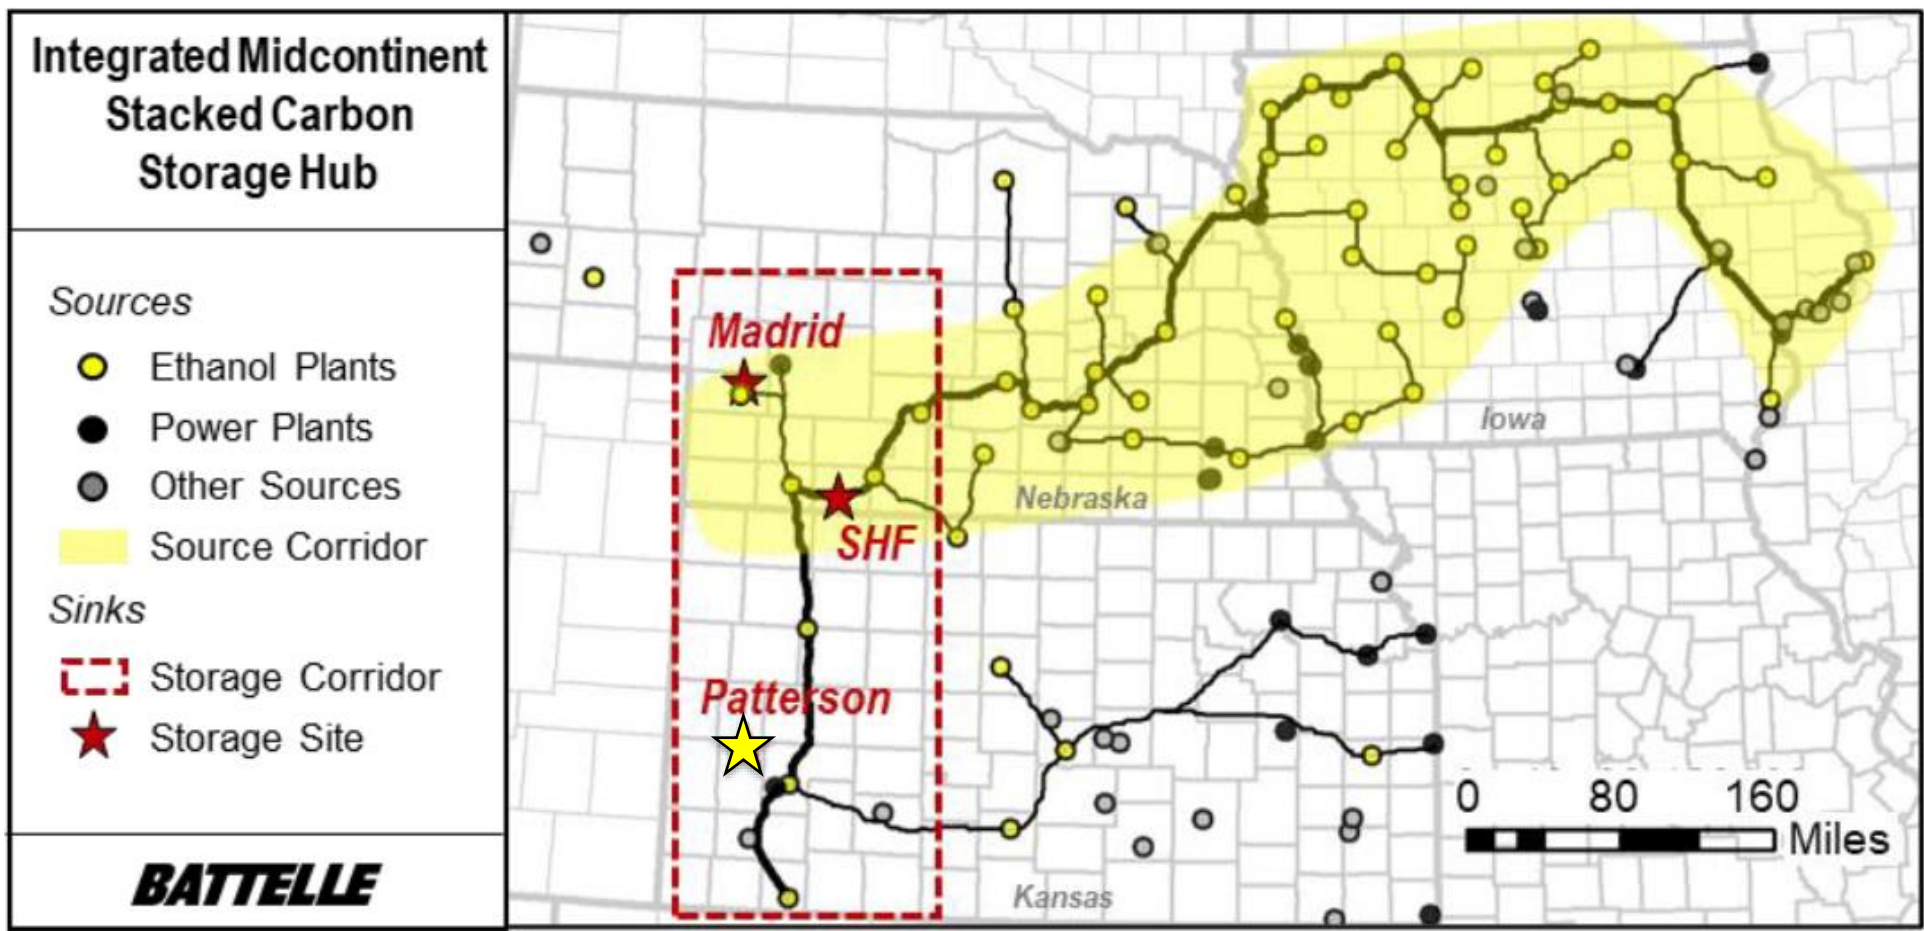 Integrated Midcontinent
Stacked Carbon
Storage Hub
Sources
Ethanol Plants
Power Plants
Other Sources
Source Corridor
Sinks
Storage Corridor
Storage Site
BATTELLE
Madrid
SHF
Patterson
Iowa
Nebraska
Kansas
0 80 160
Miles